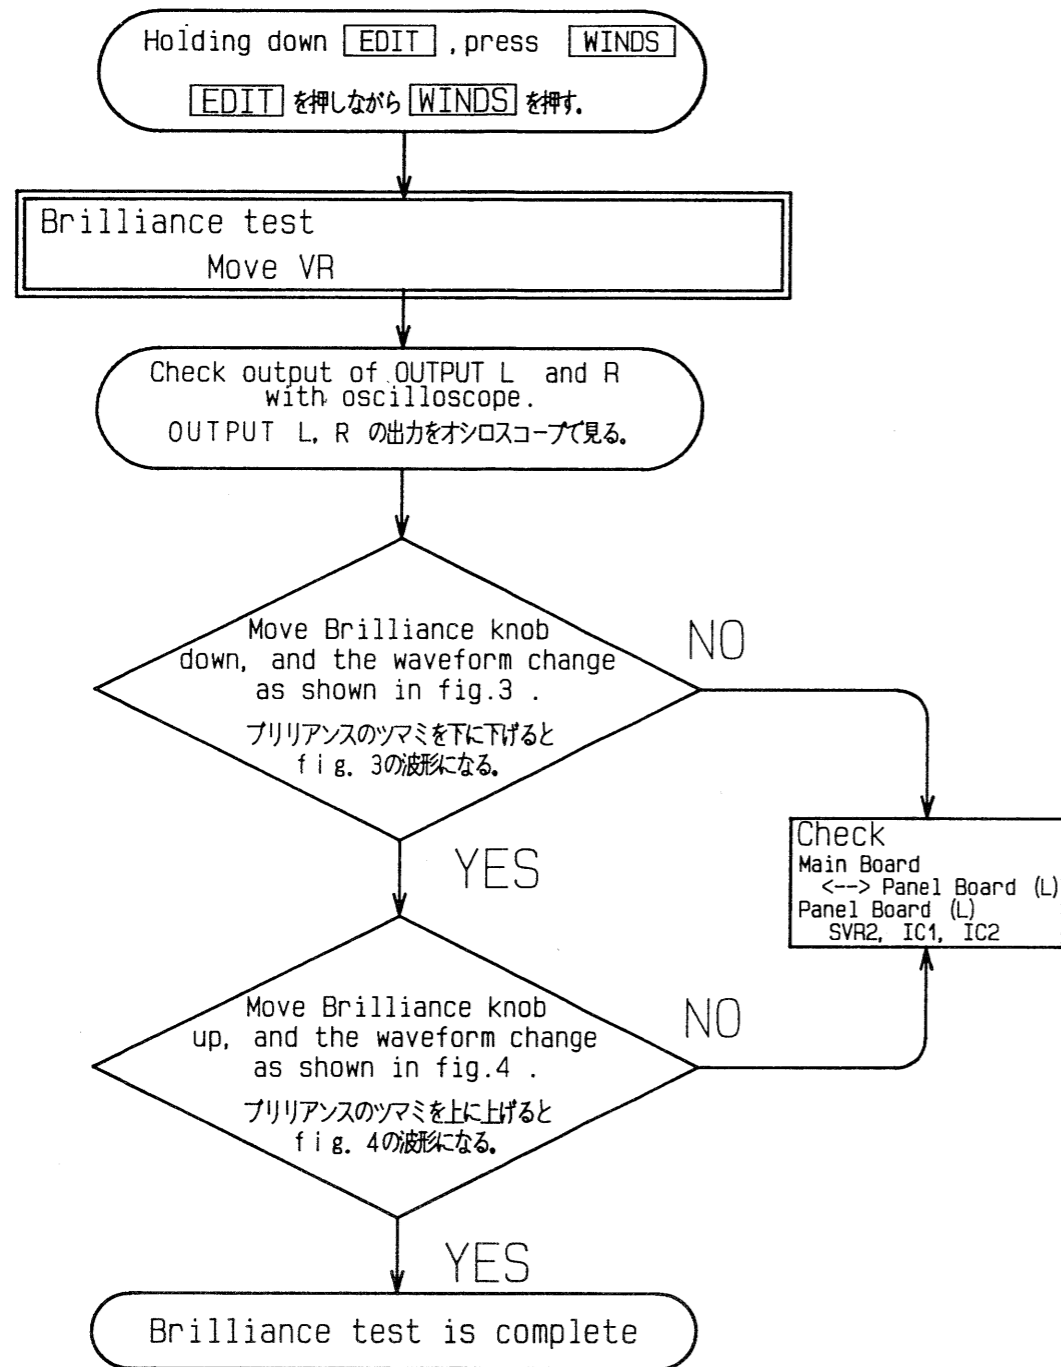 Holding down EDIT , press WINDS
EDIT を押しながら WINDS を押す。
Brilliance test
Move VR
Check output of OUTPUT L and R
with oscilloscope.
OUTPUT L, R の出力をオシロスコープで見る。
Move Brilliance knob
down, and the waveform change
as shown in fig.3 .
ブリリアンスのツマミを下に下げると
fig. 3の波形になる。
NO
YES
Check
Main Board
<--> Panel Board (L)
Panel Board (L)
SVR2, IC1, IC2
Move Brilliance knob
up, and the waveform change
as shown in fig.4 .
ブリリアンスのツマミを上に上げると
fig. 4の波形になる。
NO
YES
Brilliance test is complete